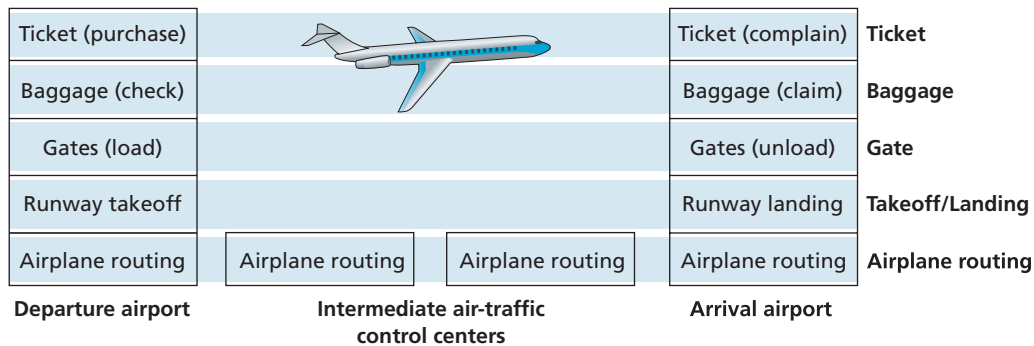 Ticket (purchase)
Ticket (complain)
Ticket
Baggage (check)
Baggage (claim)
Baggage
Gates (load)
Gates (unload)
Gate
Runway takeoff
Runway landing
Takeoff/Landing
Airplane routing
Airplane routing
Airplane routing
Airplane routing
Airplane routing
Departure airport
Intermediate air-traffic
control centers
Arrival airport